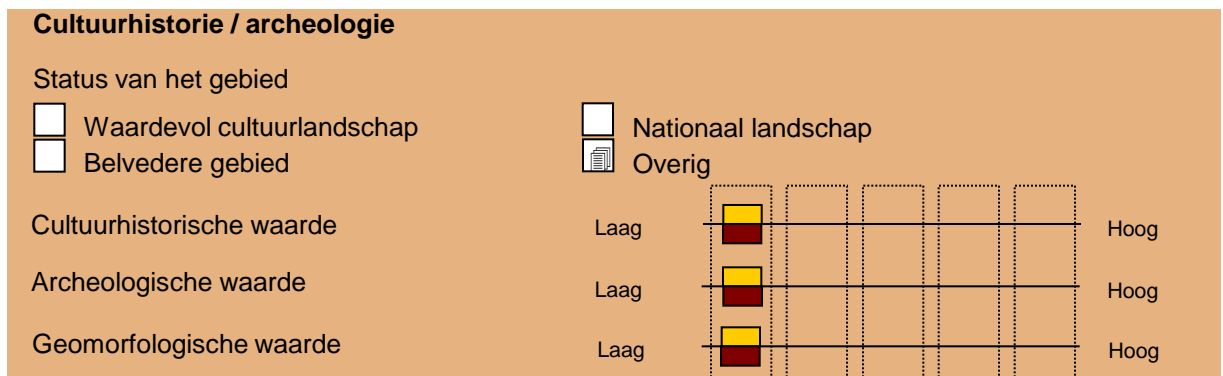 Cultuurhistorie / archeologie
Status van het gebied
Waardevol cultuurlandschap Nationaal landschap
Belvedere gebied Overig
Cultuurhistorische waarde Laag Hoog
Archeologische waarde Laag Hoog
Geomorfologische waarde Laag Hoog